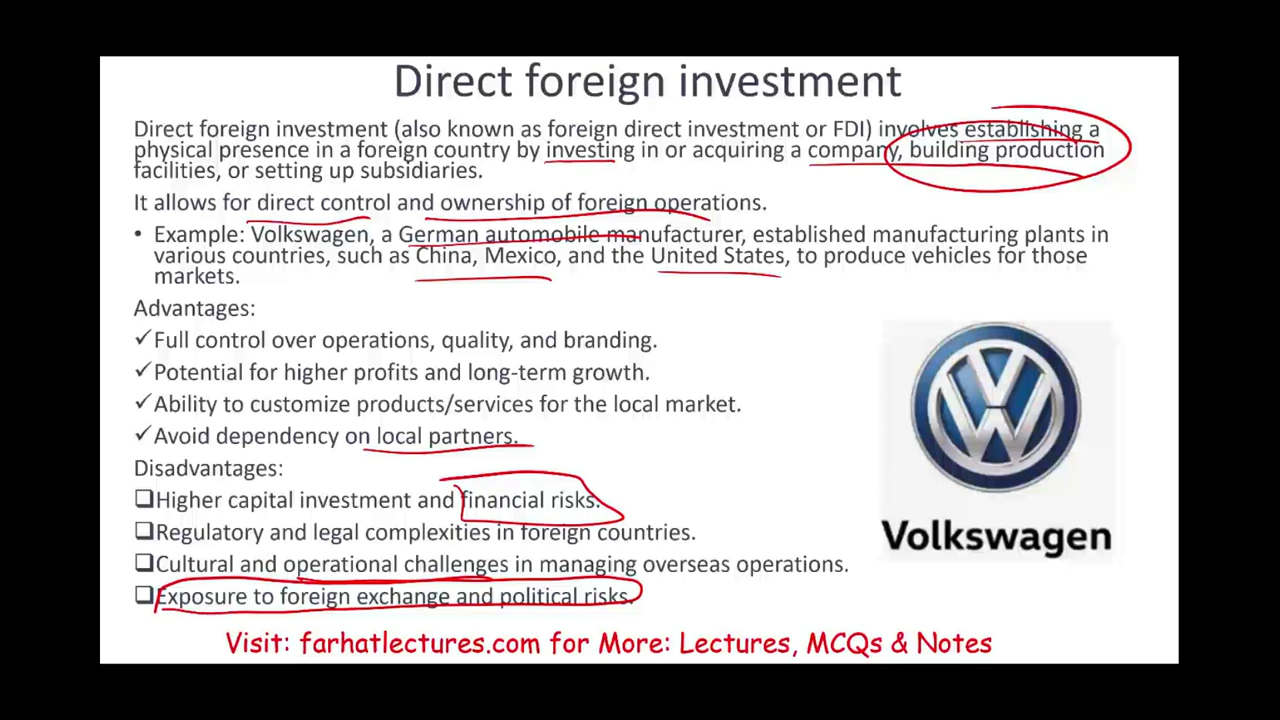 Direct foreign investment
Direct foreign investment (also known as foreign direct investment or FDI) involves establishing a
physical presence in a foreign country by investing in or acquiring a company, building production
facilities, or setting up subsidiaries.
It allows for direct control and ownership of foreign operations.
• Example: Volkswagen, a German automobile manufacturer, established manufacturing plants in
various countries, such as China, Mexico, and the United States, to produce vehicles for those
markets.
Advantages:
✓Full control over operations, quality, and branding.
✓Potential for higher profits and long-term growth.
✓Ability to customize products/services for the local market.
✓Avoid dependency on local partners.
Disadvantages:
❑Higher capital investment and financial risks.
❑Regulatory and legal complexities in foreign countries.
❑Cultural and operational challenges in managing overseas operations.
❑Exposure to foreign exchange and political risks.
Volkswagen
Visit: farhatlectures.com for More: Lectures, MCQs & Notes